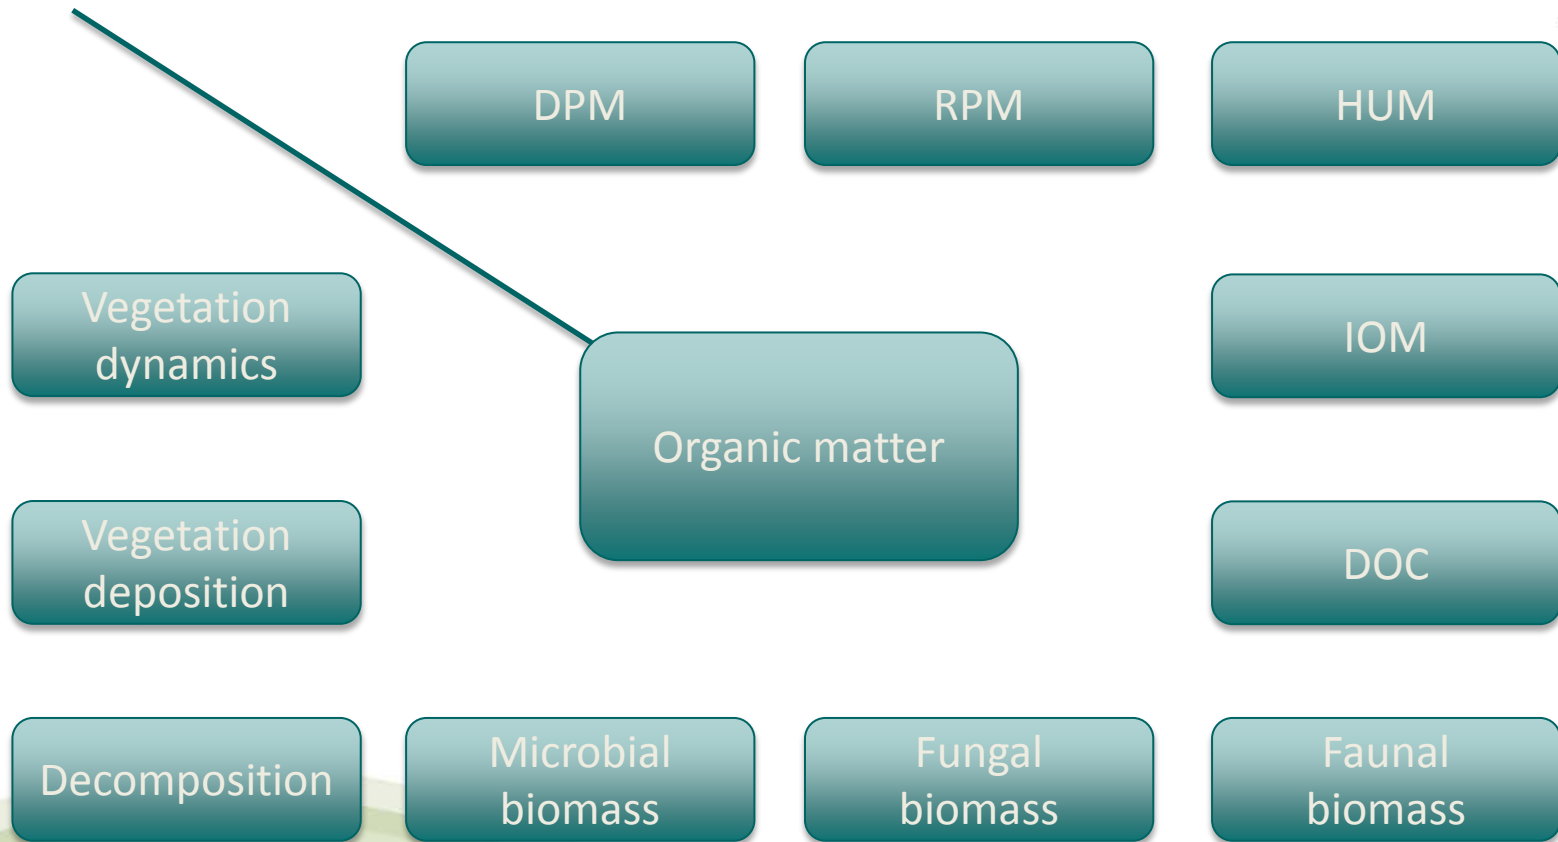 DPM
RPM
HUM
Vegetation
dynamics
IOM
Organic matter
Vegetation
deposition
DOC
Decomposition
Microbial
biomass
Fungal
biomass
Faunal
biomass